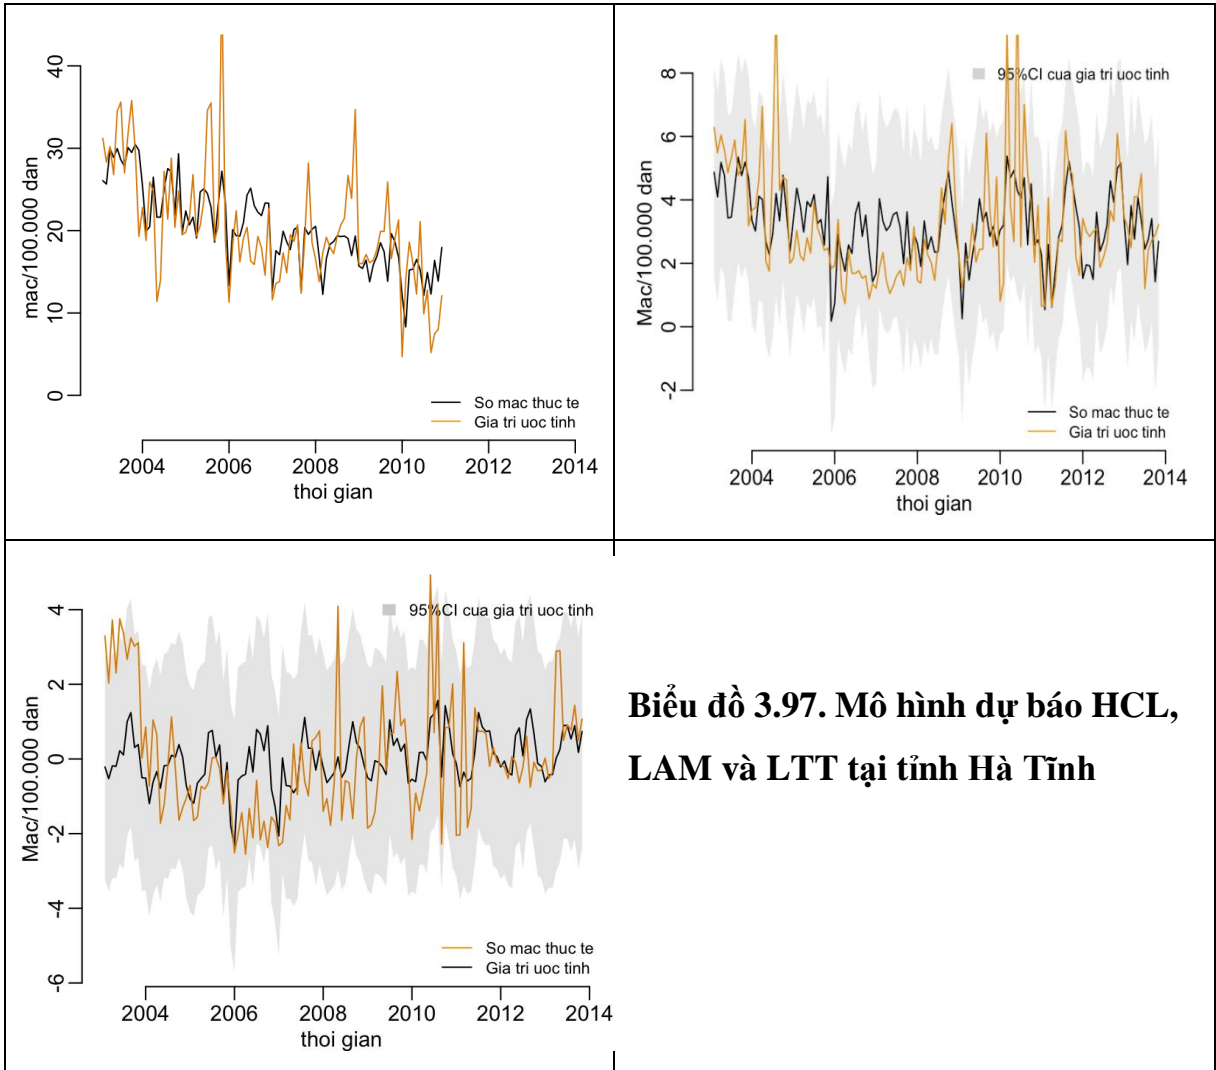 40
30
20
10
0
mac/100.000 dan
So mac thuc te
Gia tri uoc tinh
2004 2006 2008 2010 2012 2014
thoi gian
8
6
4
2
0
-2
Mac/100.000 dan
95%CI cua gia tri uoc tinh
So mac thuc te
Gia tri uoc tinh
2004 2006 2008 2010 2012 2014
thoi gian
4
2
0
-2
-4
-6
Mac/100.000 dan
95%CI cua gia tri uoc tinh
So mac thuc te
Gia tri uoc tinh
2004 2006 2008 2010 2012 2014
thoi gian
Biểu đồ 3.97. Mô hình dự báo HCL,
LAM và LTT tại tỉnh Hà Tĩnh